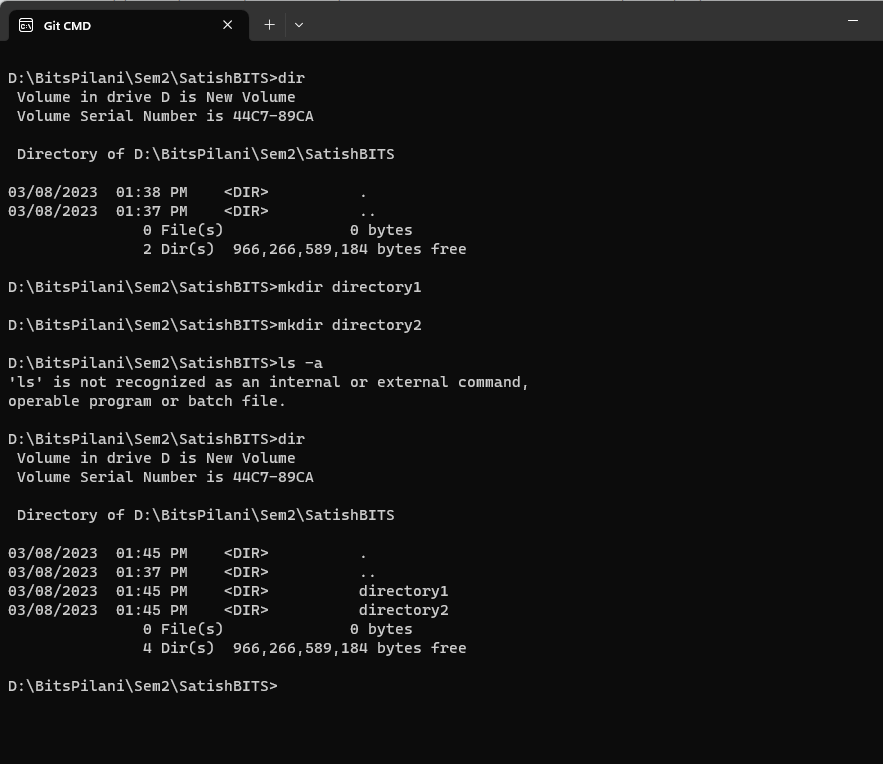 Git CMD
D:\BitsPilani\Sem2\SatishBITS>dir
 Volume in drive D is New Volume
 Volume Serial Number is 44C7-89CA
 Directory of D:\BitsPilani\Sem2\SatishBITS
03/08/2023  01:38 PM    <DIR>          .
03/08/2023  01:37 PM    <DIR>          ..
               0 File(s)              0 bytes
               2 Dir(s)  966,266,589,184 bytes free
D:\BitsPilani\Sem2\SatishBITS>mkdir directory1
D:\BitsPilani\Sem2\SatishBITS>mkdir directory2
D:\BitsPilani\Sem2\SatishBITS>ls -a
'ls' is not recognized as an internal or external command,
operable program or batch file.
D:\BitsPilani\Sem2\SatishBITS>dir
 Volume in drive D is New Volume
 Volume Serial Number is 44C7-89CA
 Directory of D:\BitsPilani\Sem2\SatishBITS
03/08/2023  01:45 PM    <DIR>          .
03/08/2023  01:37 PM    <DIR>          ..
03/08/2023  01:45 PM    <DIR>          directory1
03/08/2023  01:45 PM    <DIR>          directory2
               0 File(s)              0 bytes
               4 Dir(s)  966,266,589,184 bytes free
D:\BitsPilani\Sem2\SatishBITS>